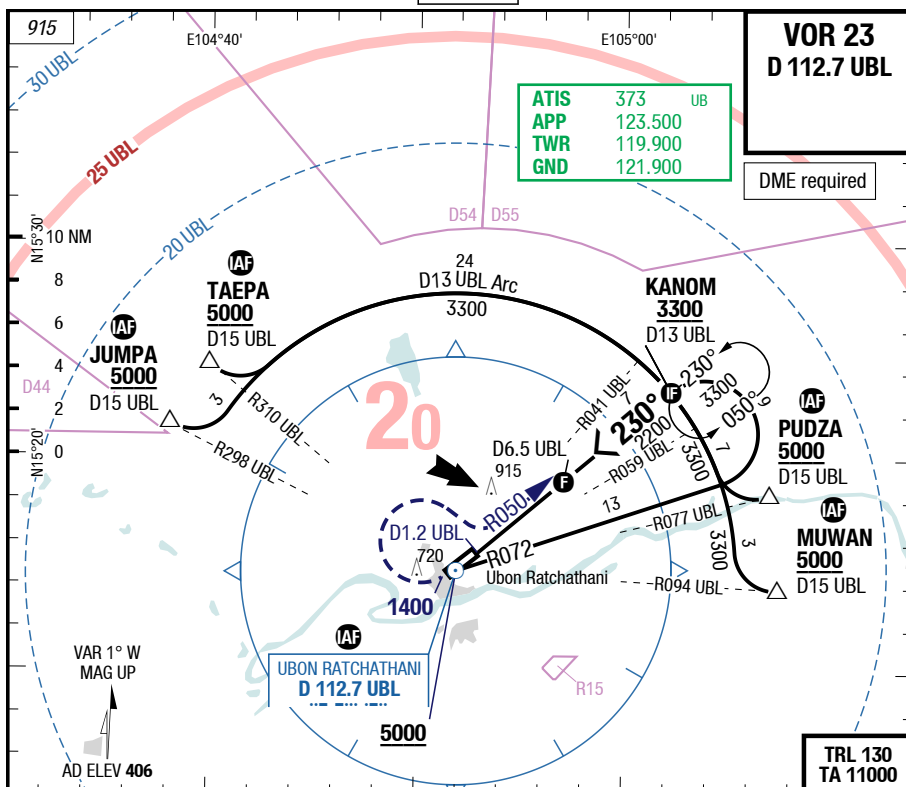 915
E104°40'
E105°00'
VOR 23
D 112.7 UBL
30 UBL
25 UBL
20 UBL
ATIS 373 UB
APP 123.500
TWR 119.900
GND 121.900
DME required
D54 D55
N15°30'
10 NM
8
6
4
2
0
N15°20'
24
D13 UBL Arc
3300
IAF
TAEPA
5000
D15 UBL
IAF
JUMPA
5000
D15 UBL
D44
3
R310 UBL
R298 UBL
KANOM
3300
D13 UBL
IF
230°
3300
050°
9
7
R041 UBL
7
230°
2200
R059 UBL
3300
IAF
PUDZA
5000
D15 UBL
20
D6.5 UBL
915
F
R050
D1.2 UBL
720
13
R072
R077 UBL
IAF
MUWAN
5000
D15 UBL
3300
3
R094 UBL
Ubon Ratchathani
1400
IAF
UBON RATCHATHANI
D 112.7 UBL
5000
R15
VAR 1° W
MAG UP
AD ELEV 406
TRL 130
TA 11000